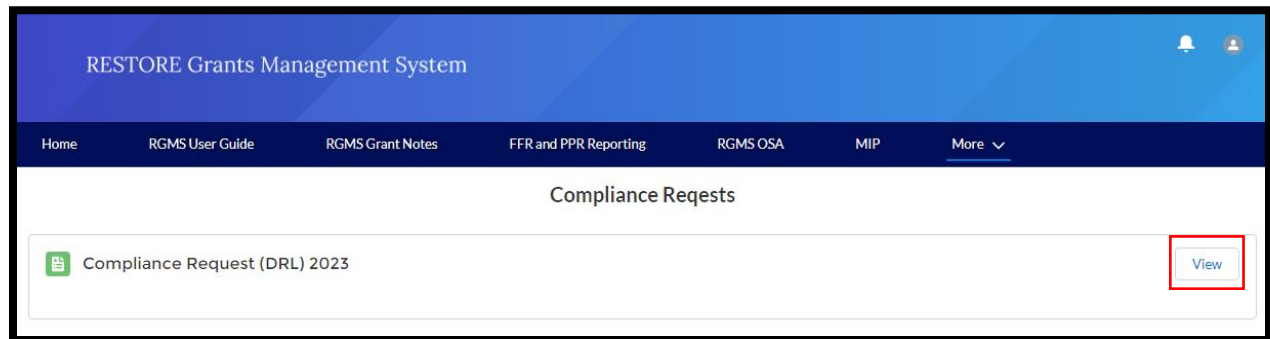 RESTORE Grants Management System
Home RGMS User Guide RGMS Grant Notes FFR and PPR Reporting RGMS OSA MIP More
Compliance Reqests
Compliance Request (DRL) 2023 View